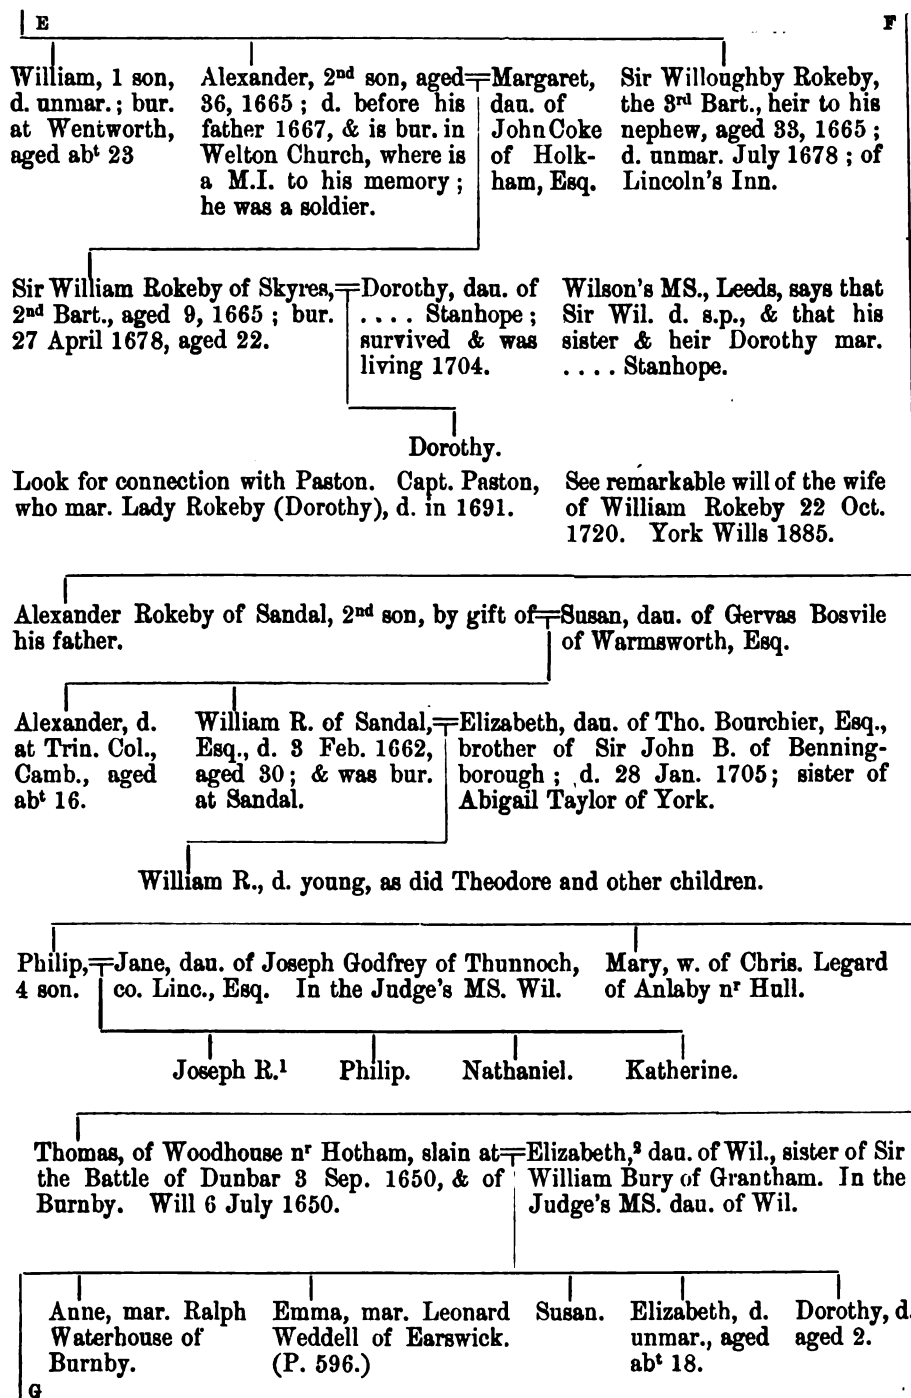 E F
William, 1 son,
d. unmar.; bur.
at Wentworth,
aged abᵗ 23
Alexander, 2ⁿᵈ son, aged
36, 1665; d. before his
father 1667, & is bur. in
Welton Church, where is
a M.I. to his memory;
he was a soldier.
Margaret,
dau. of
John Coke
of Holk-
ham, Esq.
Sir Willoughby Rokeby,
the 3ʳᵈ Bart., heir to his
nephew, aged 33, 1665;
d. unmar. July 1678; of
Lincoln's Inn.
Sir William Rokeby of Skyres,
2ⁿᵈ Bart., aged 9, 1665; bur.
27 April 1678, aged 22.
Dorothy, dau. of
.... Stanhope;
survived & was
living 1704.
Wilson's MS., Leeds, says that
Sir Wil. d. s.p., & that his
sister & heir Dorothy mar.
.... Stanhope.
Dorothy.
Look for connection with Paston. Capt. Paston,
who mar. Lady Rokeby (Dorothy), d. in 1691.
See remarkable will of the wife
of William Rokeby 22 Oct.
1720. York Wills 1885.
Alexander Rokeby of Sandal, 2ⁿᵈ son, by gift of
his father.
Susan, dau. of Gervas Bosvile
of Warmsworth, Esq.
Alexander, d.
at Trin. Col.,
Camb., aged
abᵗ 16.
William R. of Sandal,
Esq., d. 3 Feb. 1662,
aged 30; & was bur.
at Sandal.
Elizabeth, dau. of Tho. Bourchier, Esq.,
brother of Sir John B. of Benning-
borough; d. 28 Jan. 1705; sister of
Abigail Taylor of York.
William R., d. young, as did Theodore and other children.
Philip,
4 son.
Jane, dau. of Joseph Godfrey of Thunnoch,
co. Linc., Esq. In the Judge's MS. Wil.
Mary, w. of Chris. Legard
of Anlaby nʳ Hull.
Joseph R.¹ Philip. Nathaniel. Katherine.
Thomas, of Woodhouse nʳ Hotham, slain at
the Battle of Dunbar 3 Sep. 1650, & of
Burnby. Will 6 July 1650.
Elizabeth,² dau. of Wil., sister of Sir
William Bury of Grantham. In the
Judge's MS. dau. of Wil.
Anne, mar. Ralph
Waterhouse of
Burnby.
Emma, mar. Leonard
Weddell of Earswick.
(P. 596.)
Susan.
Elizabeth, d.
unmar., aged
abᵗ 18.
Dorothy, d.
aged 2.
G